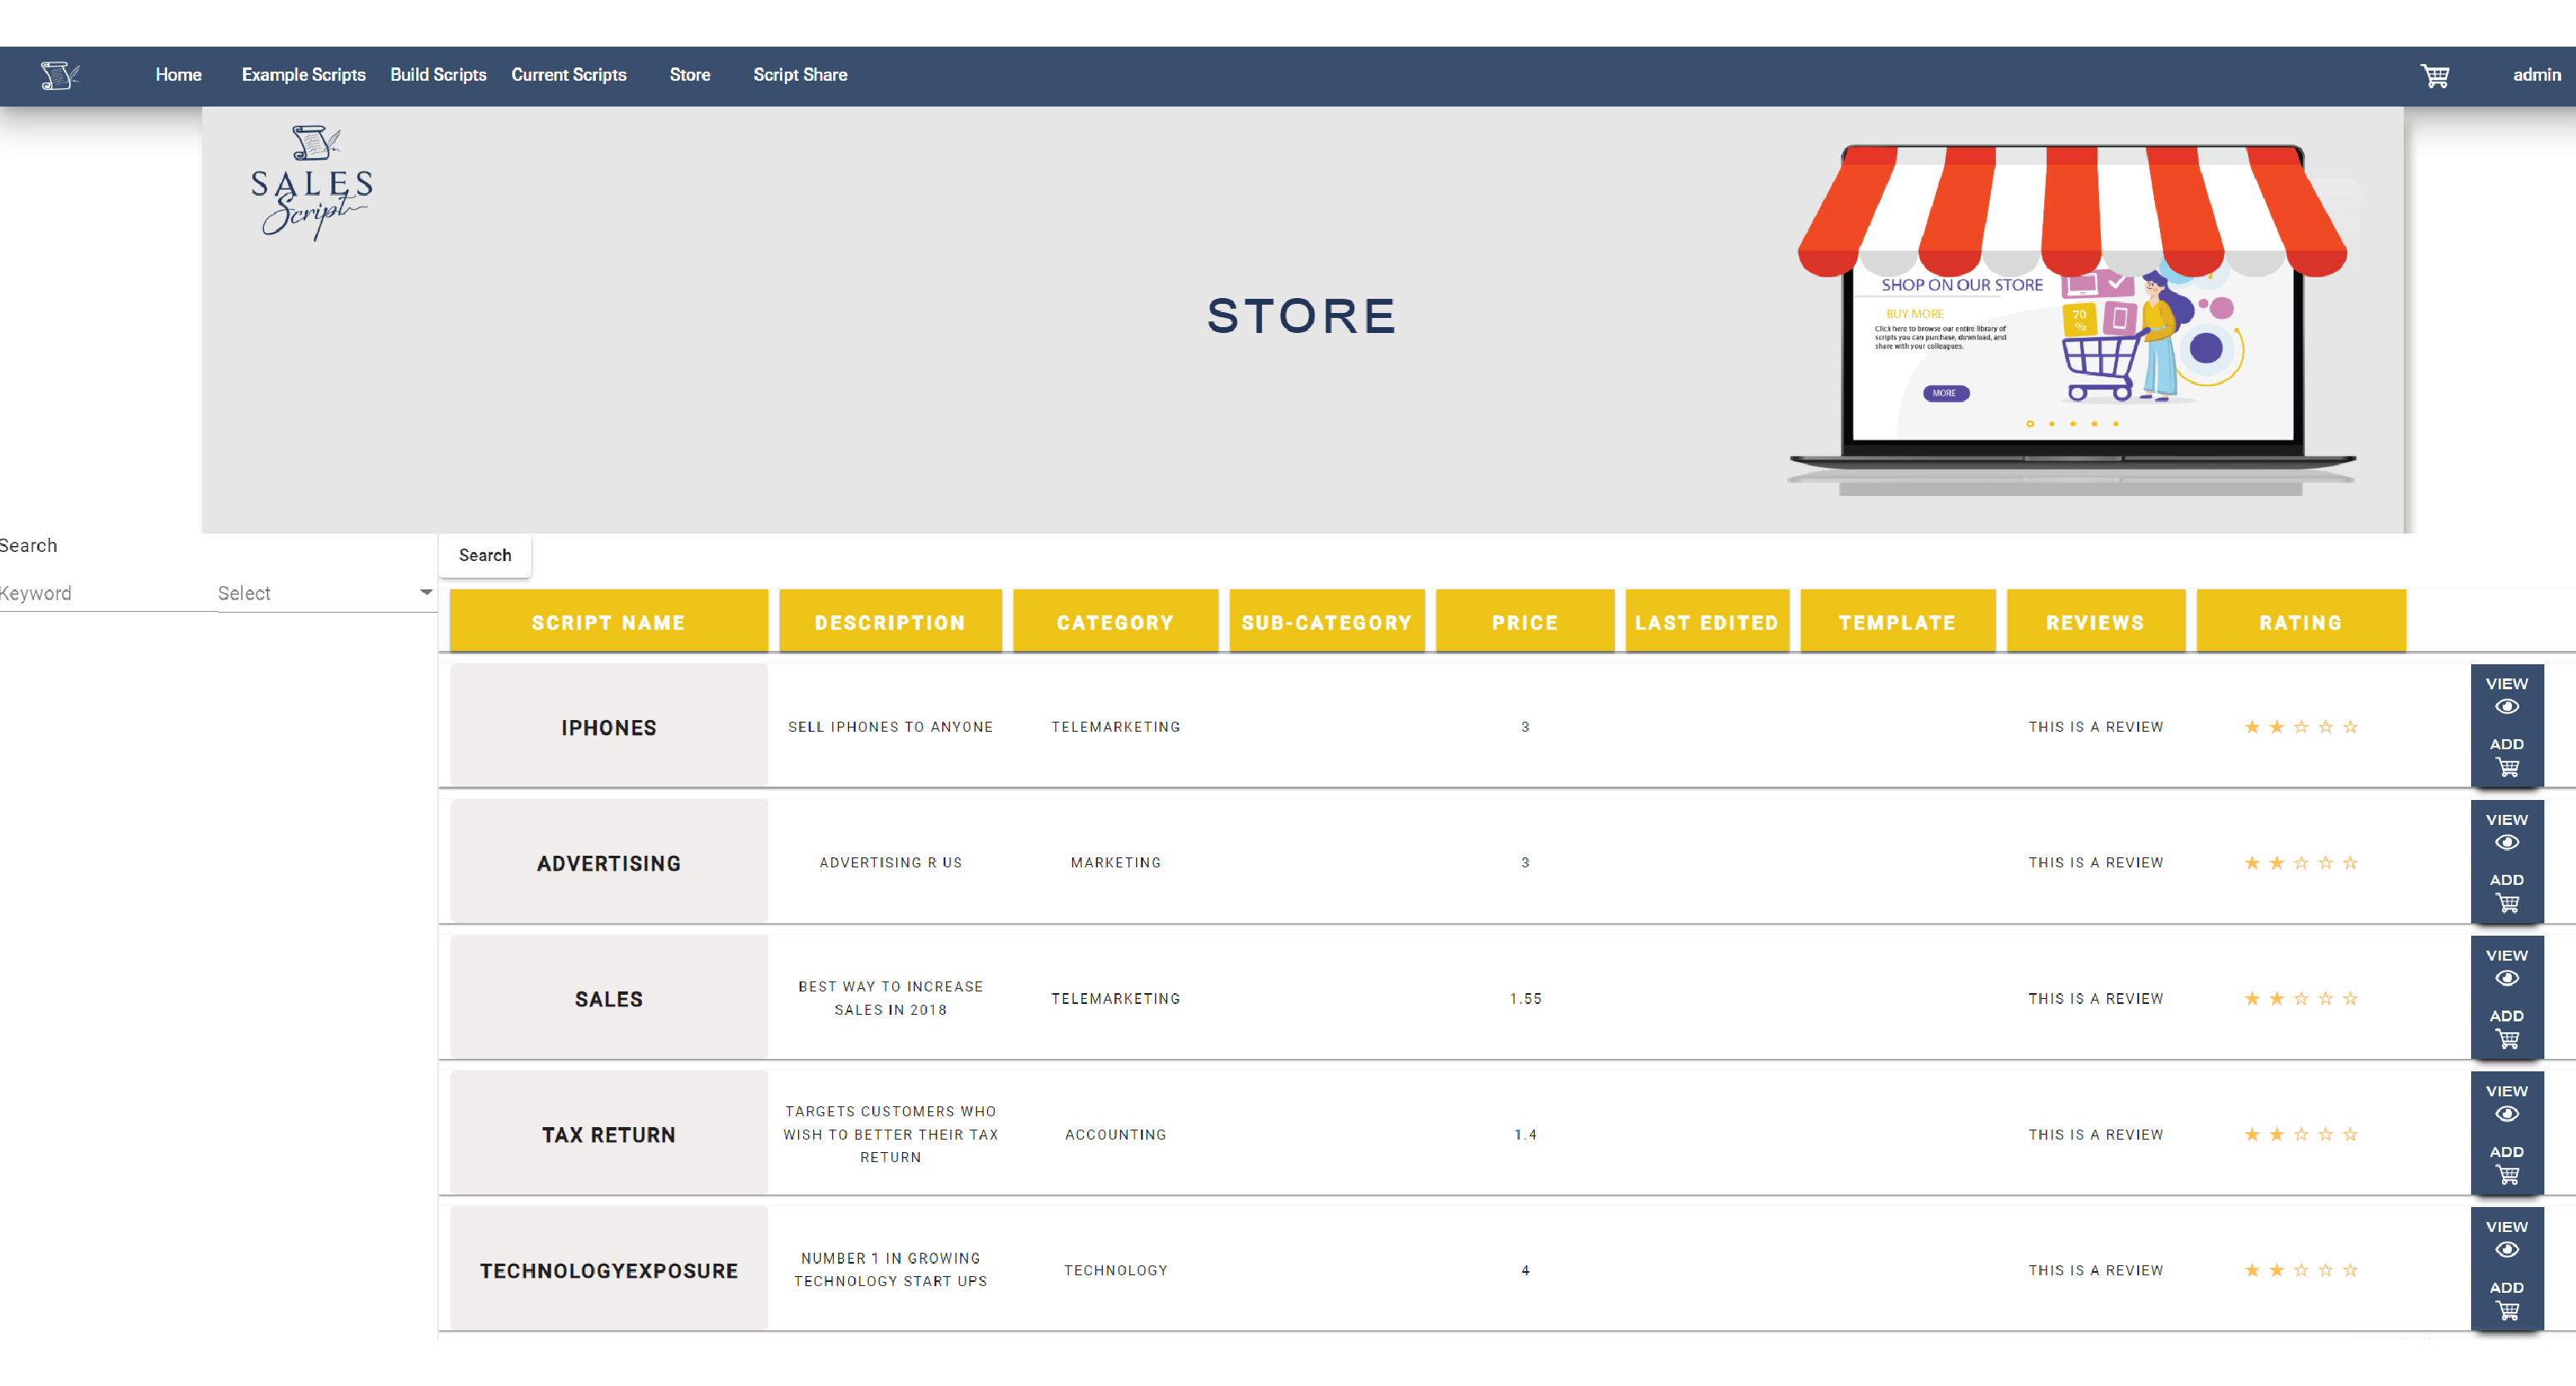 Home Example Scripts Build Scripts Current Scripts Store Script Share admin
SALES
Script
STORE
SHOP ON OUR STORE
BUY MORE
Click here to browse our entire library of
scripts you can purchase, download, and
share with your colleagues.
70
%
MORE
Search
Keyword Select
Search
SCRIPT NAME DESCRIPTION CATEGORY SUB-CATEGORY PRICE LAST EDITED TEMPLATE REVIEWS RATING
IPHONES SELL IPHONES TO ANYONE TELEMARKETING 3 THIS IS A REVIEW
VIEW
ADD
ADVERTISING ADVERTISING R US MARKETING 3 THIS IS A REVIEW
VIEW
ADD
SALES
BEST WAY TO INCREASE
SALES IN 2018
TELEMARKETING 1.55 THIS IS A REVIEW
VIEW
ADD
TAX RETURN
TARGETS CUSTOMERS WHO
WISH TO BETTER THEIR TAX
RETURN
ACCOUNTING 1.4 THIS IS A REVIEW
VIEW
ADD
TECHNOLOGYEXPOSURE
NUMBER 1 IN GROWING
TECHNOLOGY START UPS
TECHNOLOGY 4 THIS IS A REVIEW
VIEW
ADD